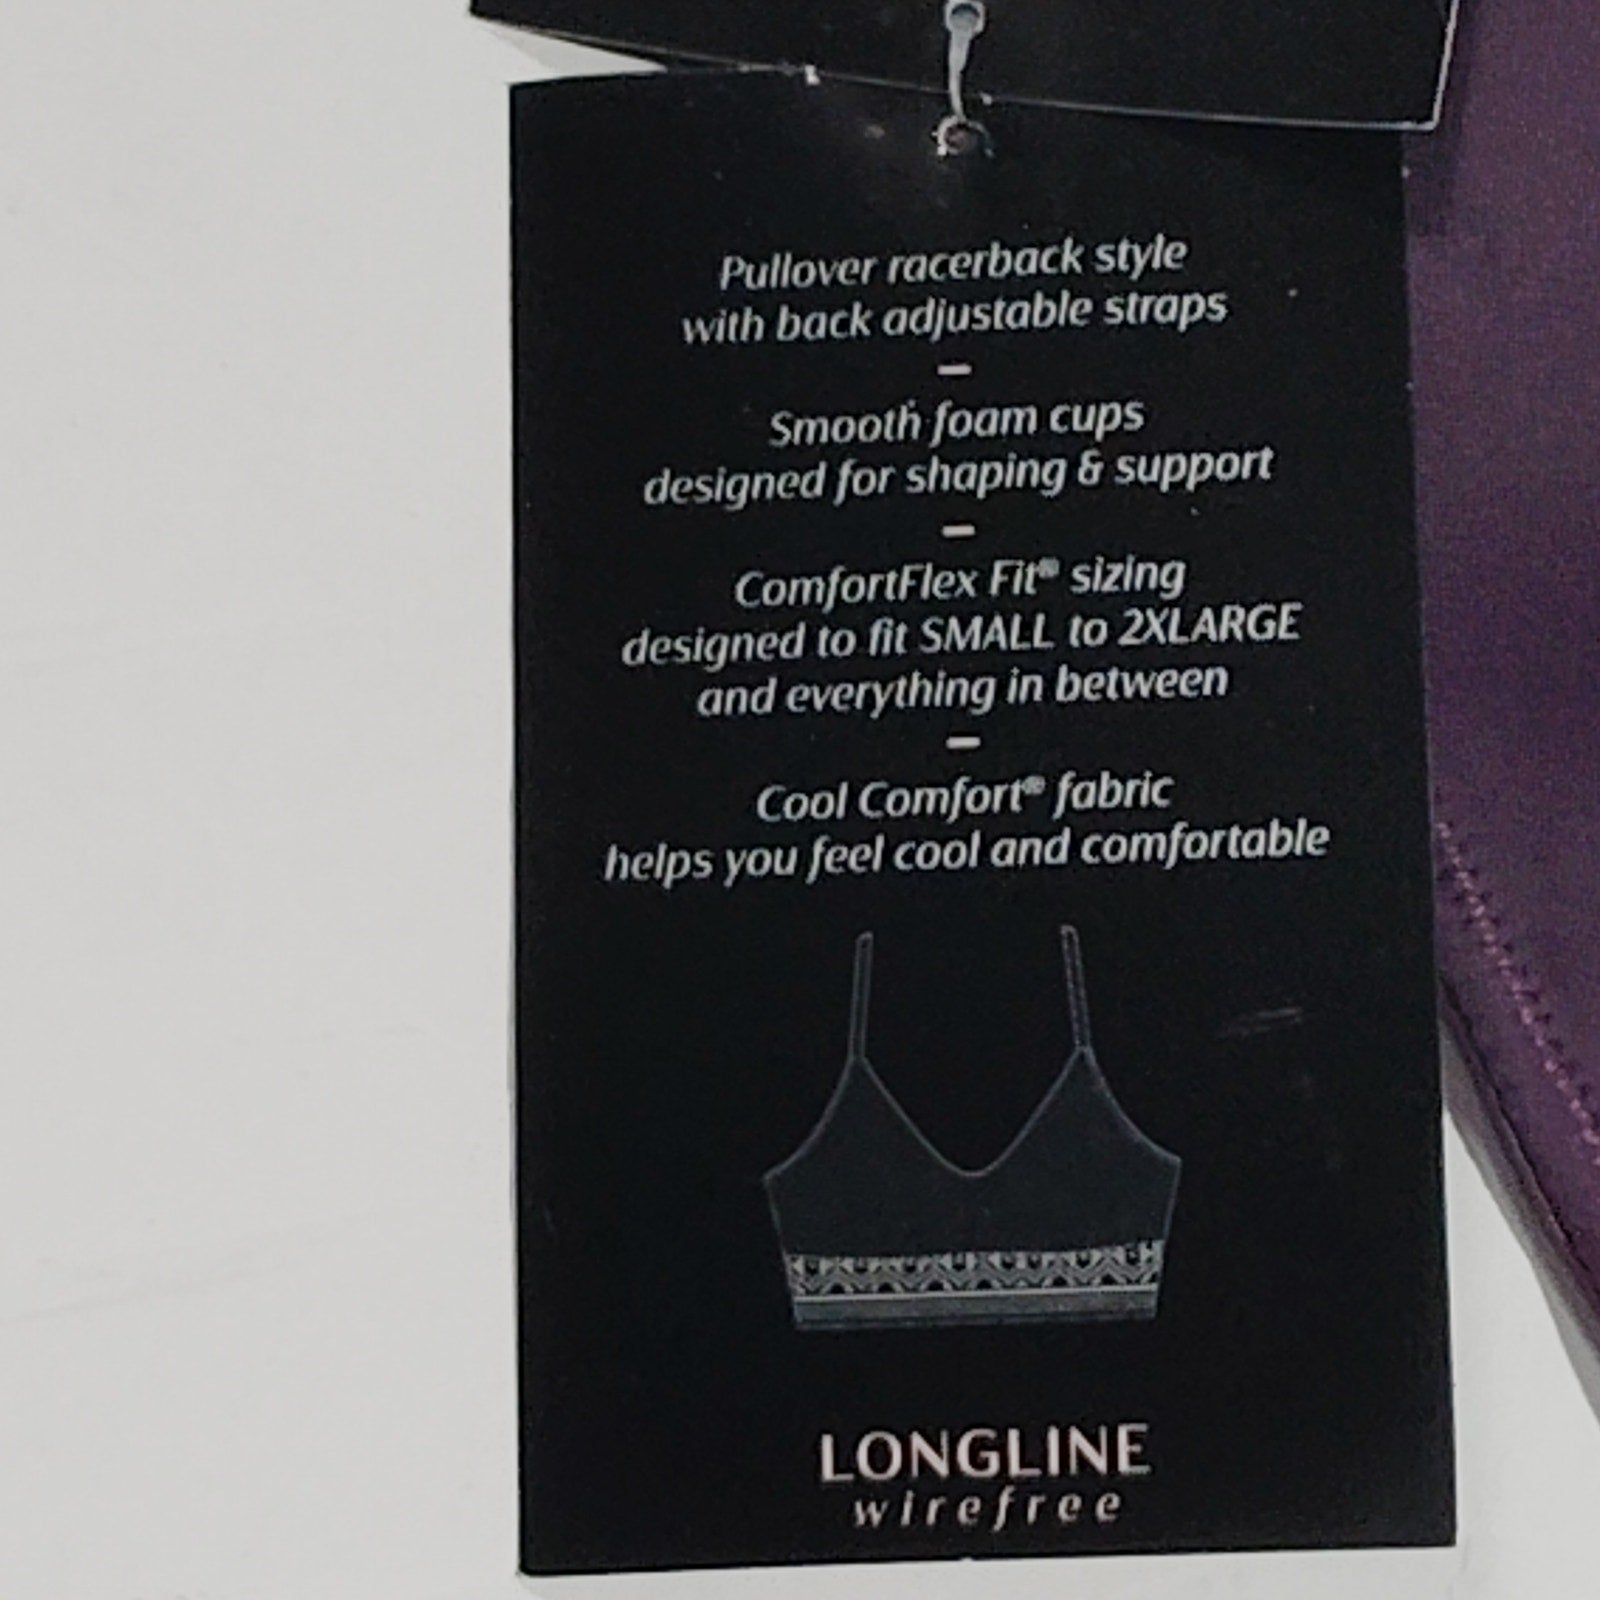 Pullover racerback style
with back adjustable straps
–
Smooth foam cups
designed for shaping & support
–
ComfortFlex Fit® sizing
designed to fit SMALL to 2XLARGE
and everything in between
–
Cool Comfort® fabric
helps you feel cool and comfortable
LONGLINE
wirefree